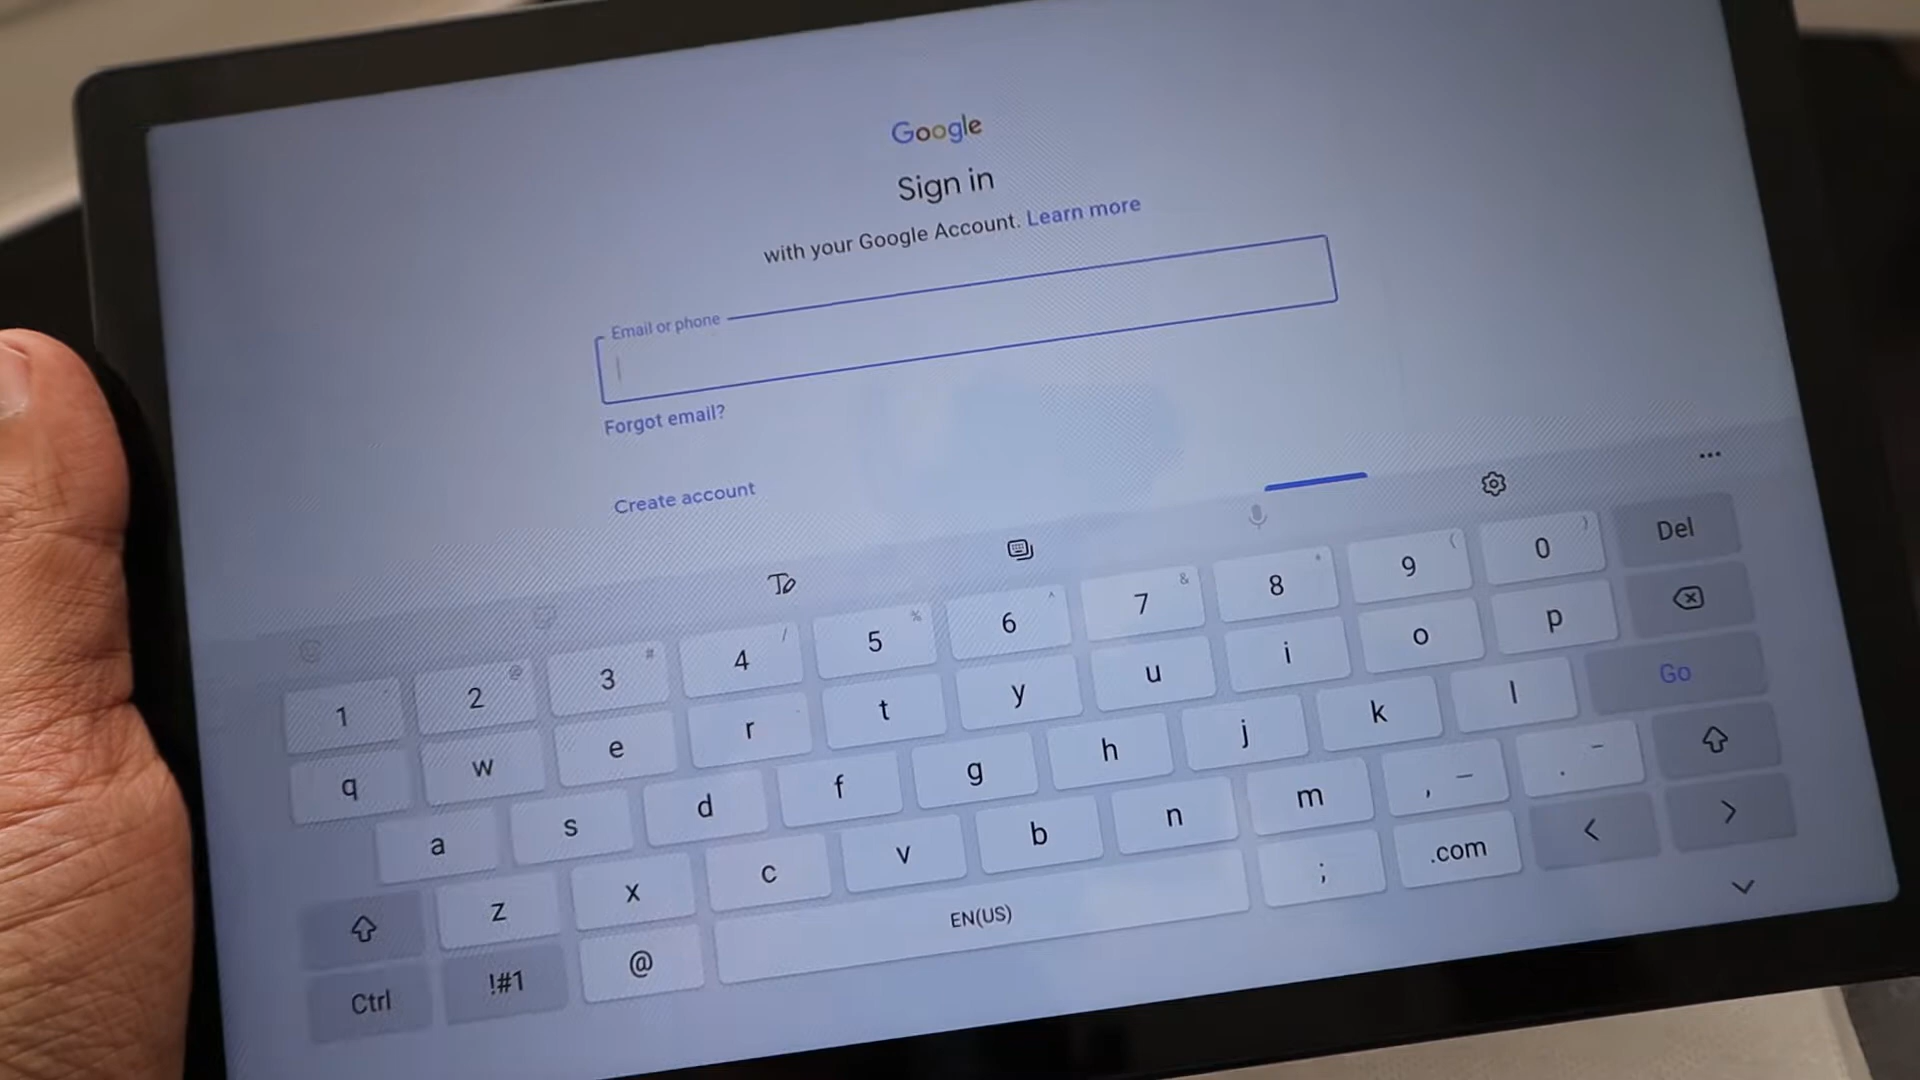 Google
Sign in
with your Google Account. Learn more
Email or phone
Forgot email?
Create account
1 2 @ 3 # 4 / 5 % 6 ^ 7 & 8 * 9 ( 0 ) Del
q w e r t y u i o p
a s d f g h j k l Go
z x c v b n m , .
Ctrl !#1 @ EN(US) ; .com < >